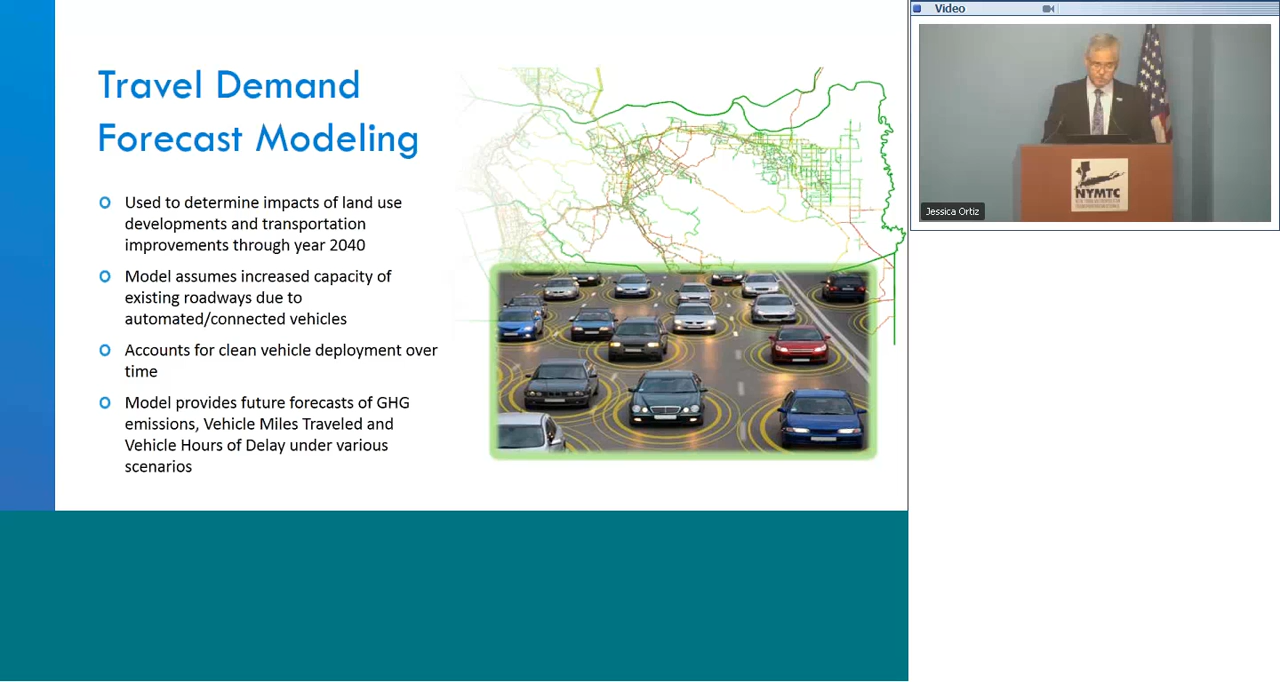 Travel Demand
Forecast Modeling
Used to determine impacts of land use
developments and transportation
improvements through year 2040
Model assumes increased capacity of
existing roadways due to
automated/connected vehicles
Accounts for clean vehicle deployment over
time
Model provides future forecasts of GHG
emissions, Vehicle Miles Traveled and
Vehicle Hours of Delay under various
scenarios
Video
Jessica Ortiz
NYMTC